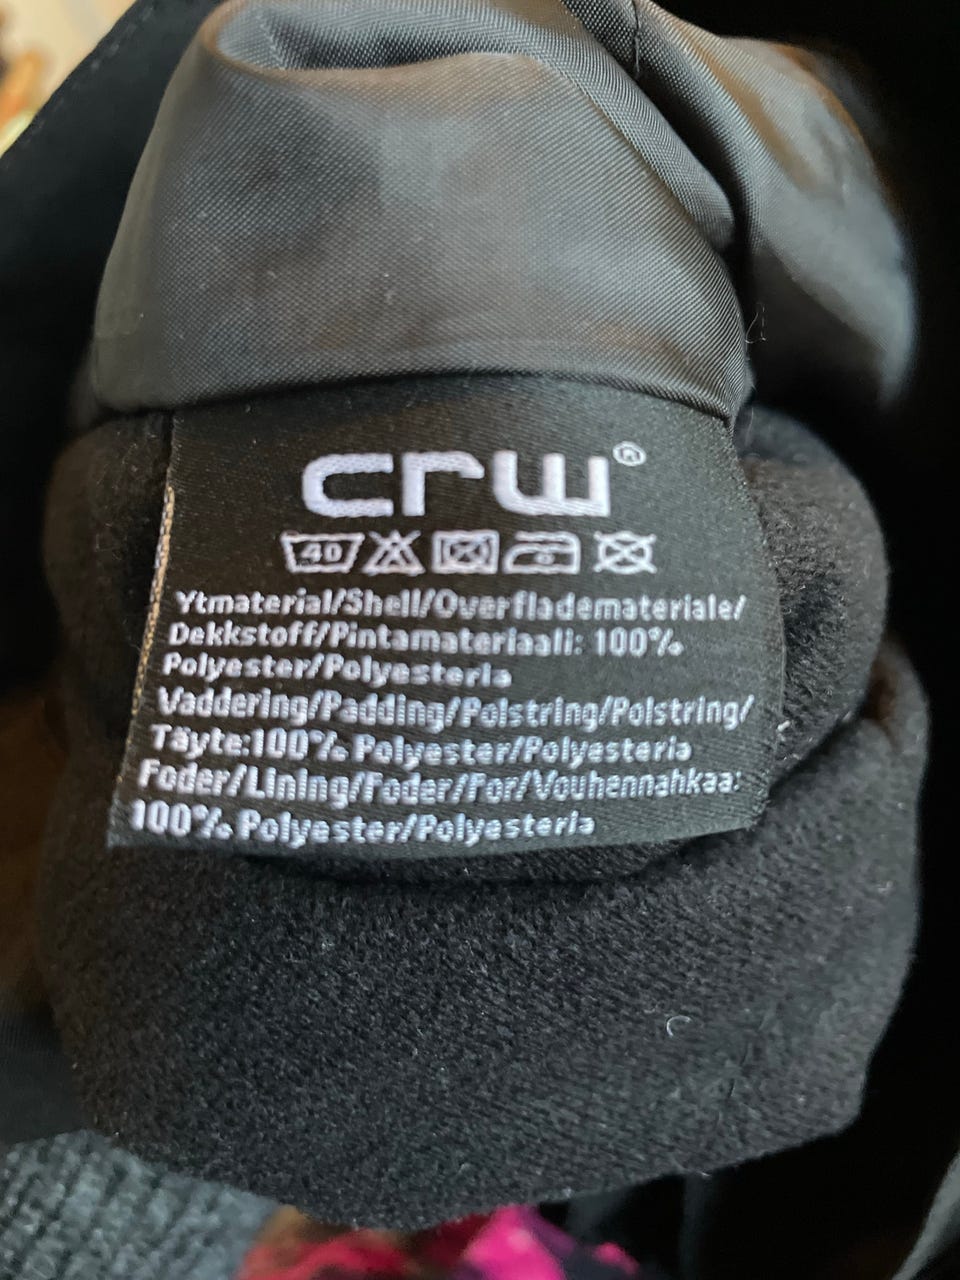 crw®
40
Ytmaterial/Shell/Overflademateriale/
Dekkstoff/Pintamateriaali: 100%
Polyester/Polyesteria
Vaddering/Padding/Polstring/Polstring/
Täyte:100% Polyester/Polyesteria
Foder/Lining/Foder/For/Vouhennahkaa:
100% Polyester/Polyesteria